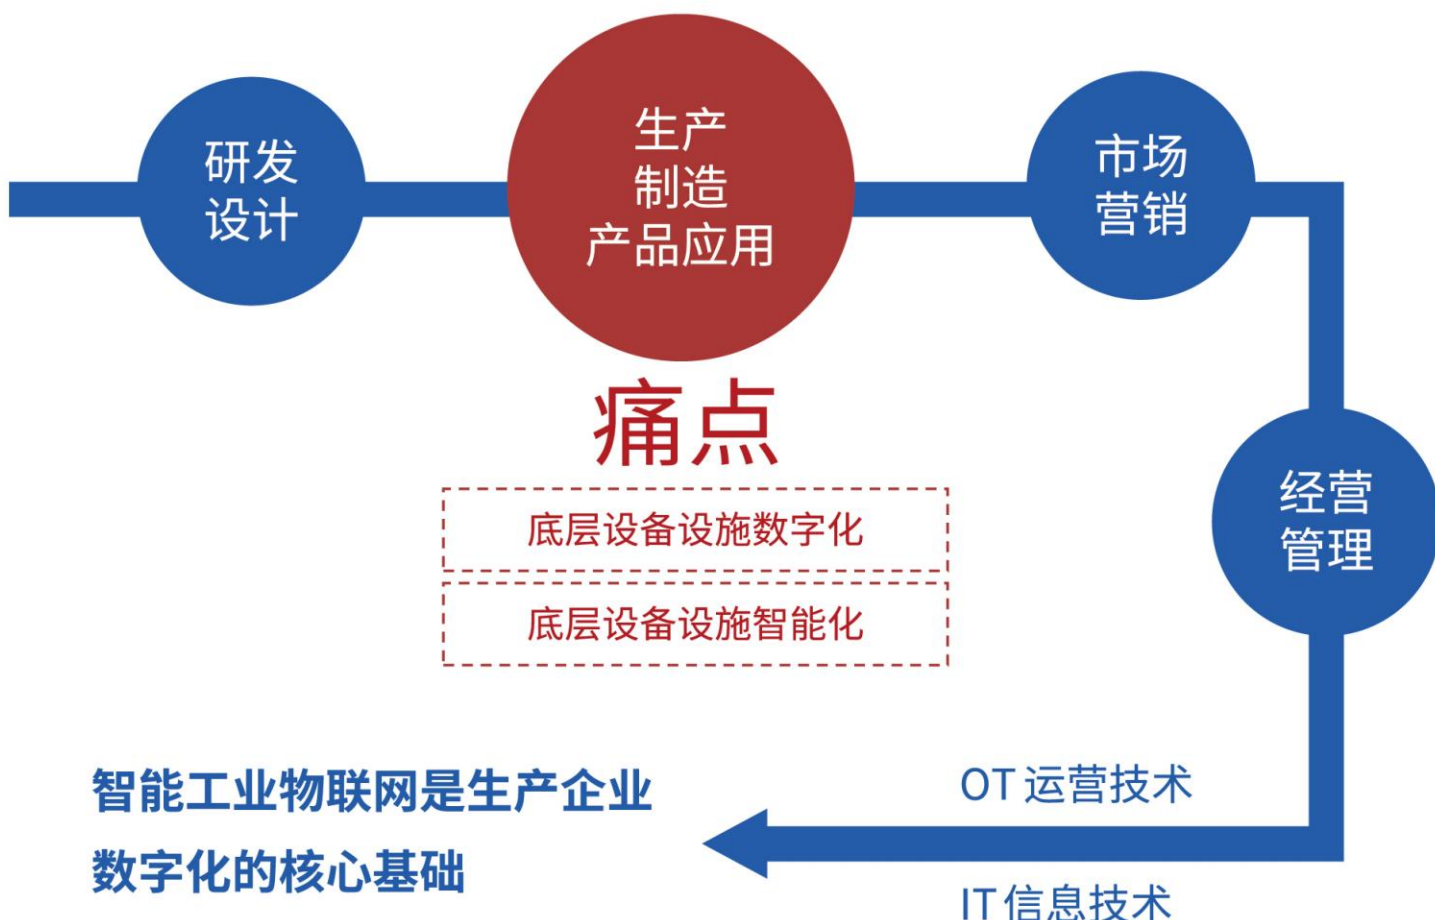 研发
设计
生产
制造
产品应用
市场
营销
痛点
底层设备设施数字化
底层设备设施智能化
经营
管理
OT 运营技术
IT 信息技术
智能工业物联网是生产企业
数字化的核心基础